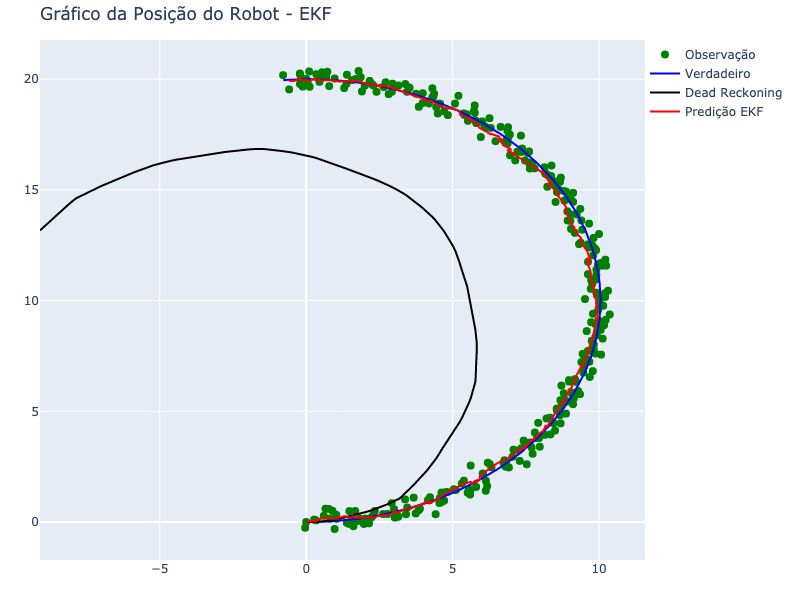 Gráfico da Posição do Robot - EKF
Observação
Verdadeiro
Dead Reckoning
Predição EKF
20
15
10
5
0
−5
0
5
10